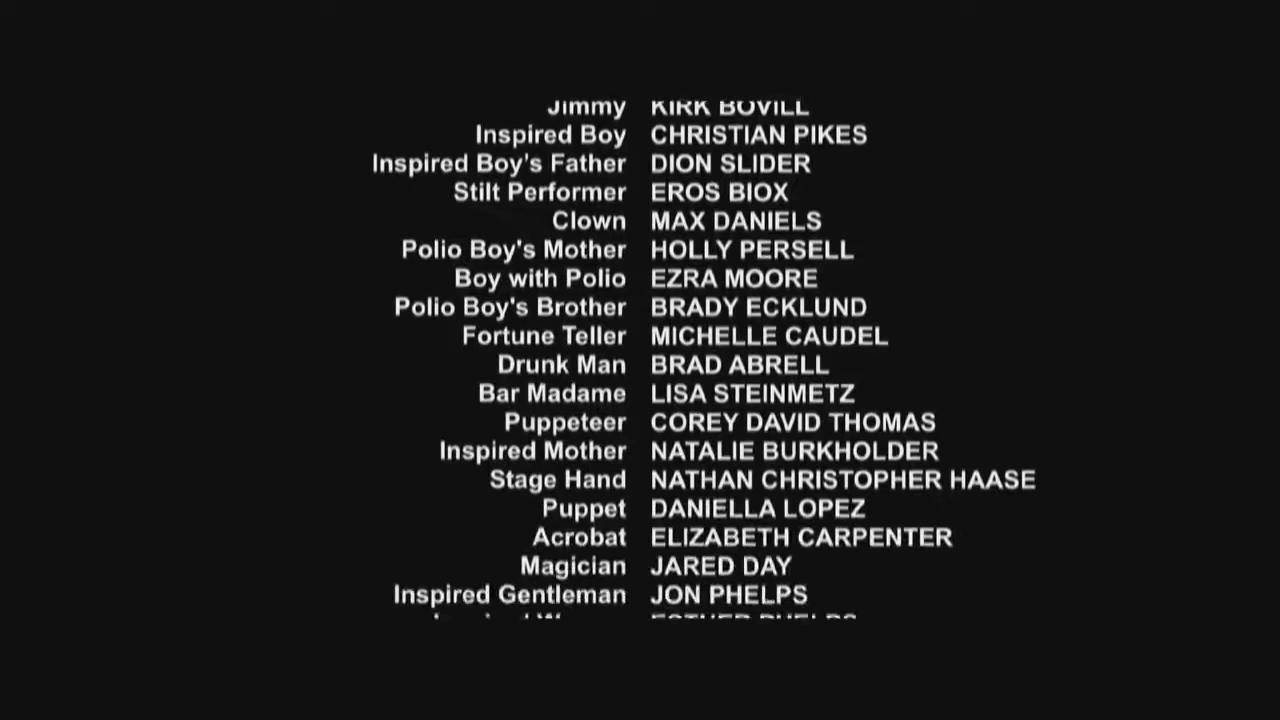 Jimmy KIRK BOVILL
Inspired Boy CHRISTIAN PIKES
Inspired Boy's Father DION SLIDER
Stilt Performer EROS BIOX
Clown MAX DANIELS
Polio Boy's Mother HOLLY PERSELL
Boy with Polio EZRA MOORE
Polio Boy's Brother BRADY ECKLUND
Fortune Teller MICHELLE CAUDEL
Drunk Man BRAD ABRELL
Bar Madame LISA STEINMETZ
Puppeteer COREY DAVID THOMAS
Inspired Mother NATALIE BURKHOLDER
Stage Hand NATHAN CHRISTOPHER HAASE
Puppet DANIELLA LOPEZ
Acrobat ELIZABETH CARPENTER
Magician JARED DAY
Inspired Gentleman JON PHELPS